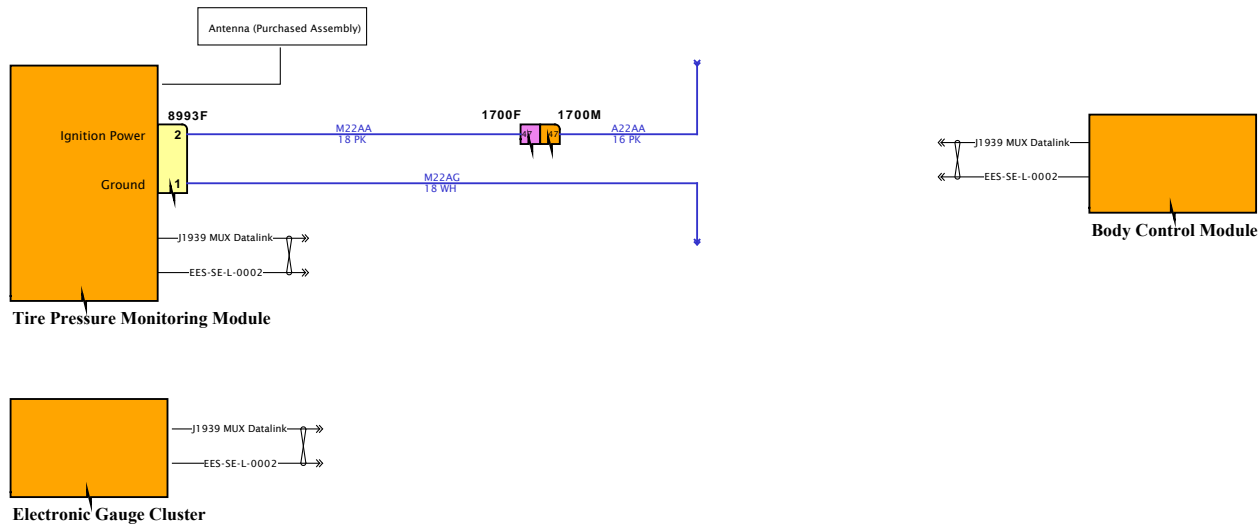 Antenna (Purchased Assembly)
8993F
1700F
1700M
Ignition Power
2
M22AA
18 PK
47
47
A22AA
16 PK
Ground
1
M22AG
18 WH
J1939 MUX Datalink
EES-SE-L-0002
Tire Pressure Monitoring Module
J1939 MUX Datalink
EES-SE-L-0002
Body Control Module
J1939 MUX Datalink
EES-SE-L-0002
Electronic Gauge Cluster